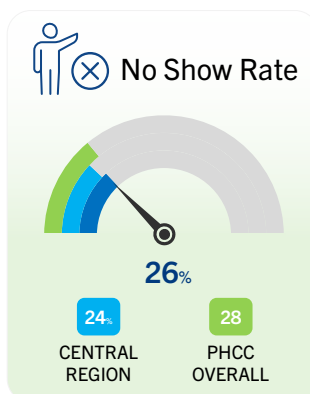 No Show Rate
26%
24% 28
CENTRAL REGION
PHCC OVERALL